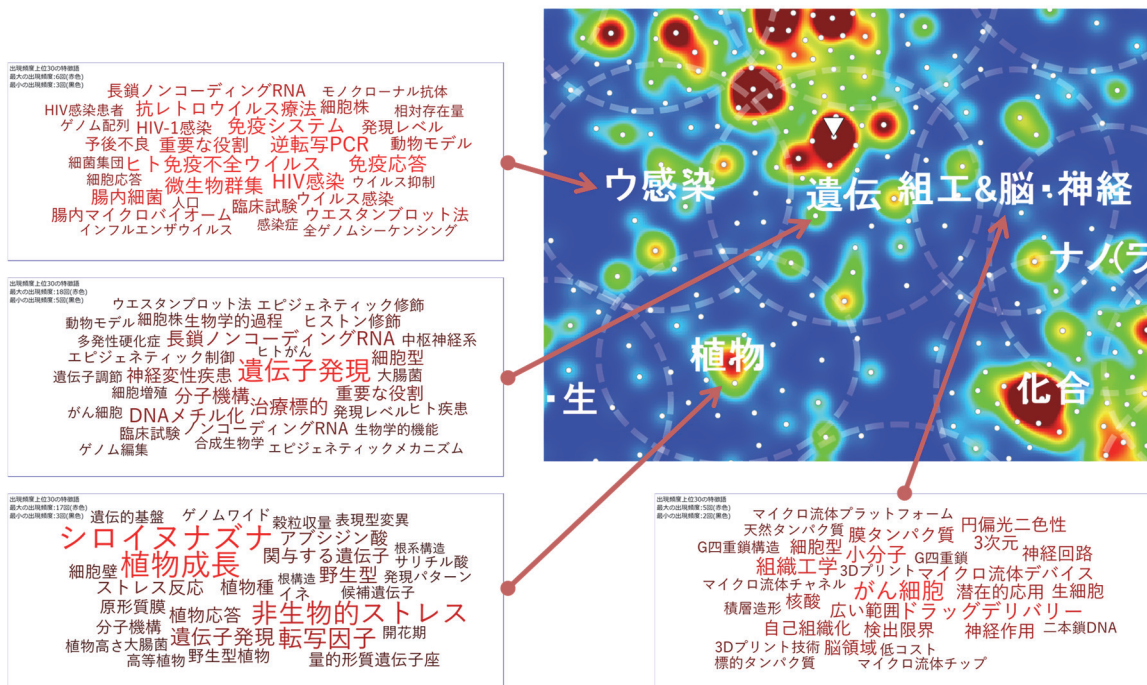 出現頻度上位30の特徴語
最大の出現頻度:6回(赤色)
最小の出現頻度:3回(黒色)
長鎖ノンコーディングRNA モノクローナル抗体
HIV感染患者 抗レトロウイルス療法 細胞株 相対存在量
ゲノム配列 HIV-1感染 免疫システム 発現レベル
予後不良 重要な役割 逆転写PCR 動物モデル
細菌集団 ヒト免疫不全ウイルス 免疫応答
細胞応答 微生物群集 HIV感染 ウイルス抑制
腸内細菌 人口 臨床試験 ウイルス感染
腸内マイクロバイオーム ウエスタンブロット法
インフルエンザウイルス 感染症 全ゲノムシーケンシング
出現頻度上位30の特徴語
最大の出現頻度:18回(赤色)
最小の出現頻度:5回(黒色)
ウエスタンブロット法 エピジェネティック修飾
動物モデル 細胞株 生物学的過程 ヒストン修飾
多発性硬化症 長鎖ノンコーディングRNA 中枢神経系
エピジェネティック制御 ヒトがん 細胞型
遺伝子調節 神経変性疾患 遺伝子発現 大腸菌
細胞増殖 分子機構 重要な役割
がん細胞 DNAメチル化 治療標的 発現レベル ヒト疾患
臨床試験 ノンコーディングRNA 生物学的機能
ゲノム編集 合成生物学 エピジェネティックメカニズム
出現頻度上位30の特徴語
最大の出現頻度:17回(赤色)
最小の出現頻度:3回(黒色)
遺伝的基盤 ゲノムワイド 穀粒収量 表現型変異
シロイヌナズナ アブシジン酸
植物成長 関与する遺伝子 根系構造 サリチル酸
細胞壁 野生型 発現パターン
ストレス反応 植物種 根構造 イネ 候補遺伝子
原形質膜 植物応答 非生物的ストレス
分子機構 遺伝子発現 転写因子 開花期
植物高さ 大腸菌
高等植物 野生型植物 量的形質遺伝子座
ウ感染 遺伝 組工&脳・神経
ナノ(ラ
植物
・生
化合
出現頻度上位30の特徴語
最大の出現頻度:5回(赤色)
最小の出現頻度:2回(黒色)
マイクロ流体プラットフォーム
天然タンパク質 膜タンパク質 円偏光二色性
G四重鎖構造 細胞型 小分子 G四重鎖 3次元 神経回路
組織工学 3Dプリント マイクロ流体デバイス
マイクロ流体チャネル がん細胞 潜在的応用 生細胞
積層造形 核酸 広い範囲 ドラッグデリバリー
自己組織化 検出限界 神経作用 二本鎖DNA
3Dプリント技術 脳領域 低コスト
標的タンパク質 マイクロ流体チップ